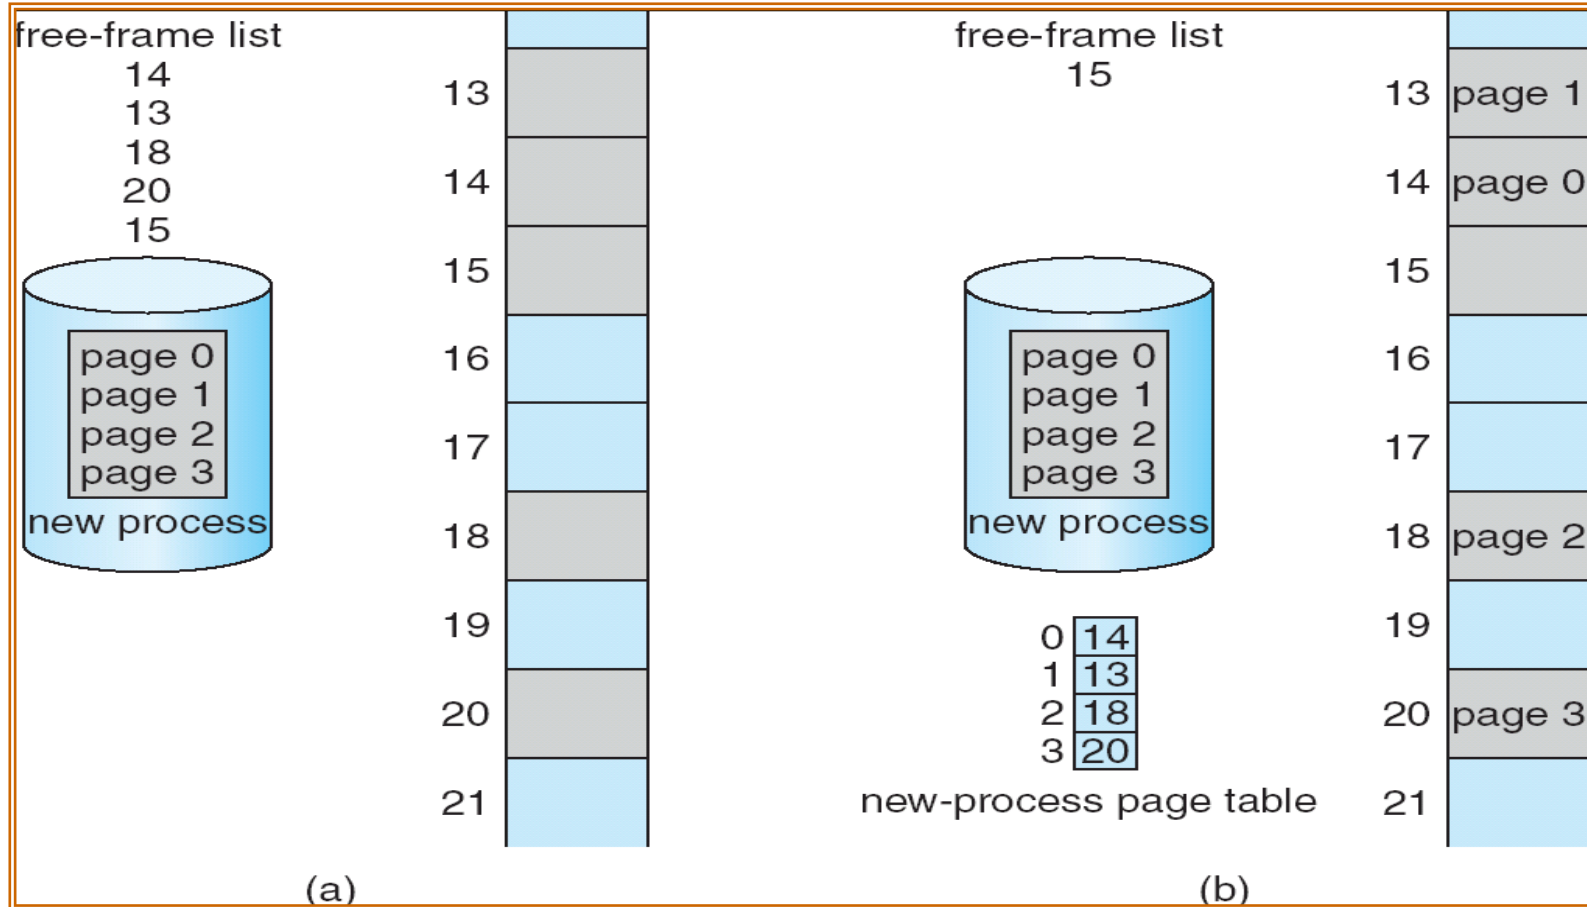 free-frame list
14
13
18
20
15
page 0
page 1
page 2
page 3
new process
13
14
15
16
17
18
19
20
21
(a)
free-frame list
15
page 0
page 1
page 2
page 3
new process
0 14
1 13
2 18
3 20
new-process page table
13 page 1
14 page 0
15
16
17
18 page 2
19
20 page 3
21
(b)